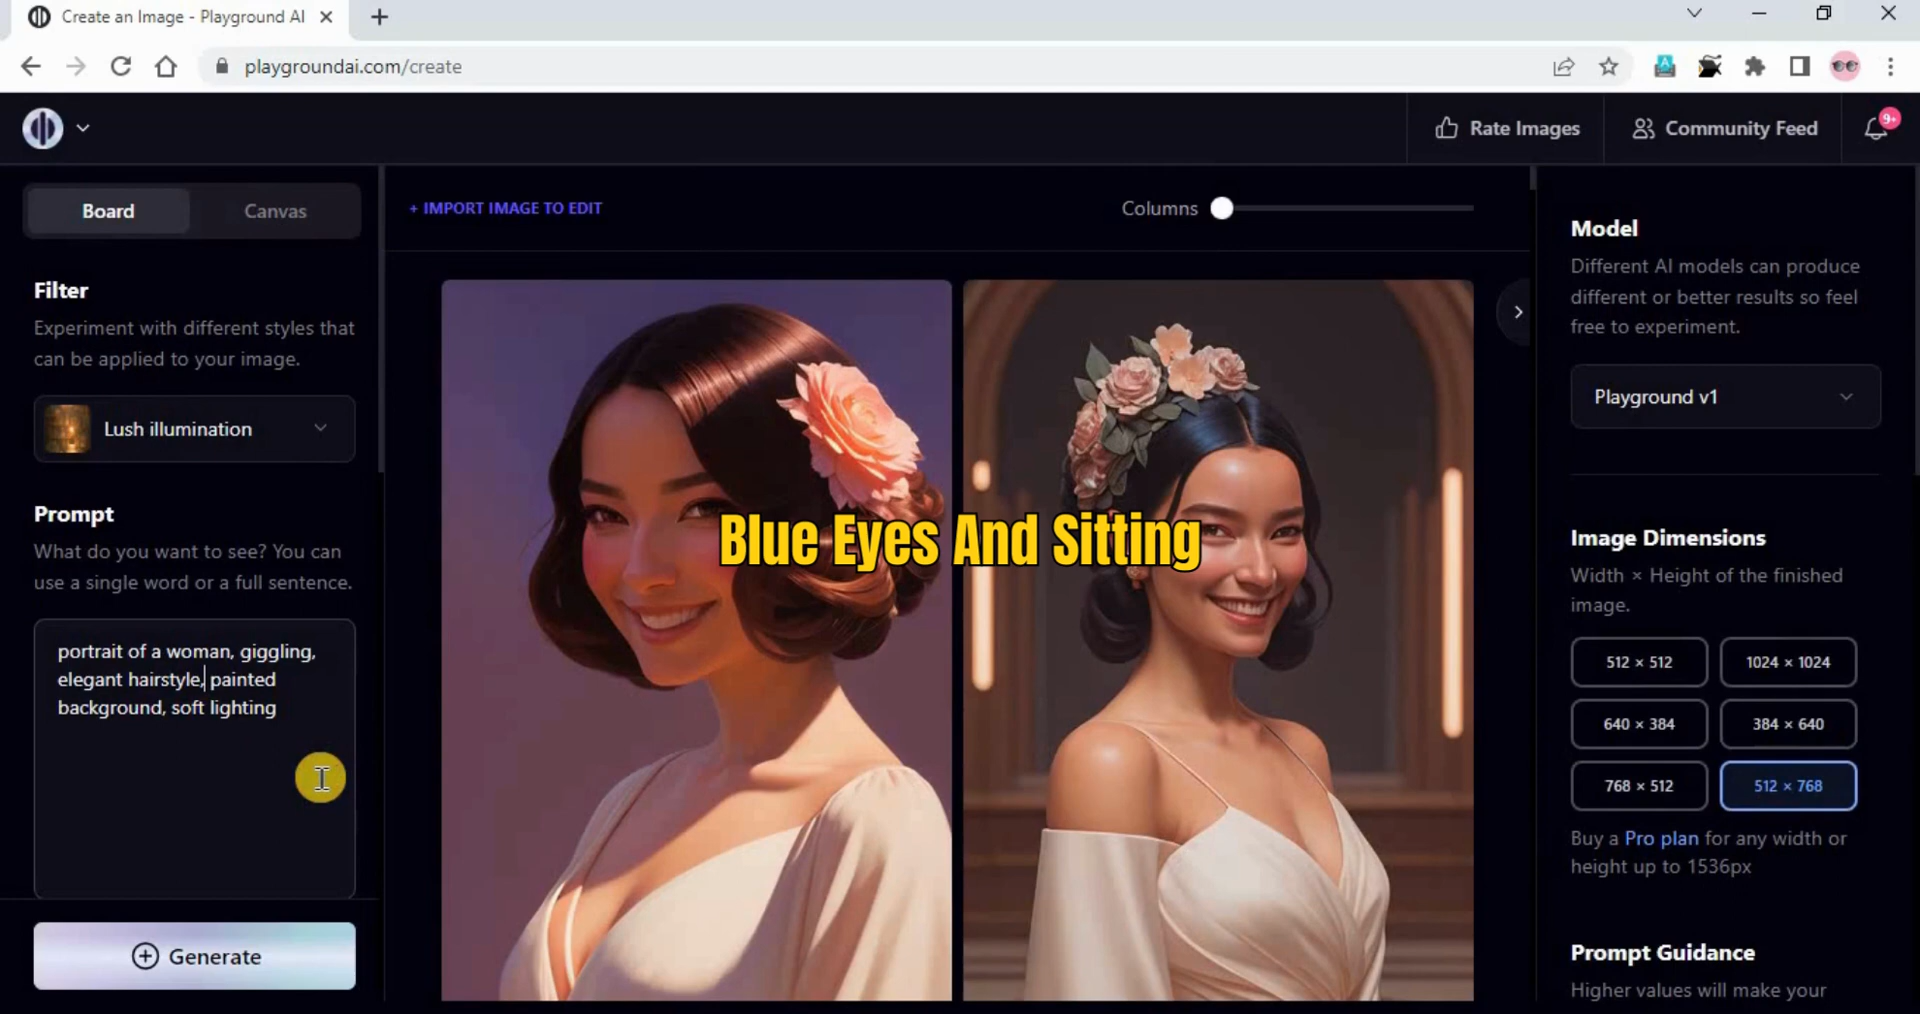 Create an Image - Playground AI
playgroundai.com/create
Rate Images
Community Feed
9+
Board
Canvas
+ IMPORT IMAGE TO EDIT
Columns
Filter
Experiment with different styles that
can be applied to your image.
Lush illumination
Prompt
What do you want to see? You can
use a single word or a full sentence.
portrait of a woman, giggling,
elegant hairstyle, painted
background, soft lighting
Generate
Blue Eyes And Sitting
Model
Different AI models can produce
different or better results so feel
free to experiment.
Playground v1
Image Dimensions
Width × Height of the finished
image.
512 × 512
1024 × 1024
640 × 384
384 × 640
768 × 512
512 × 768
Buy a Pro plan for any width or
height up to 1536px
Prompt Guidance
Higher values will make your